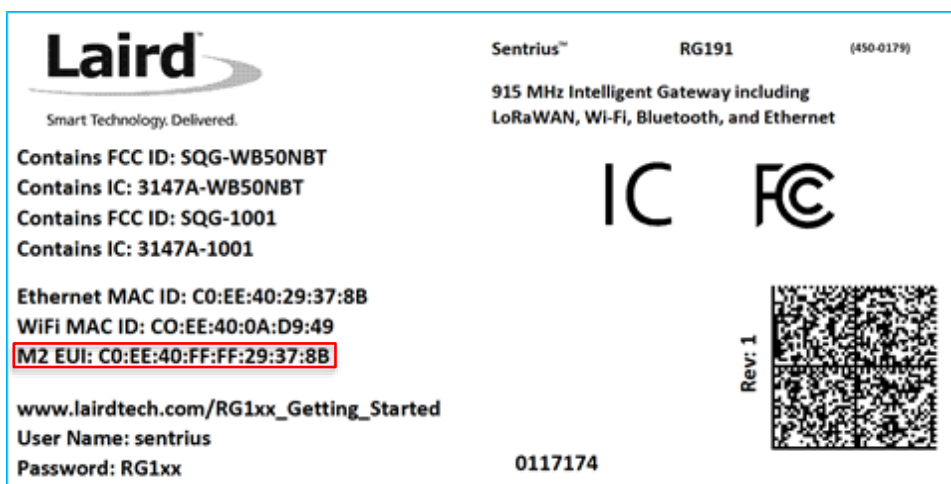 Laird™
Smart Technology. Delivered.
Sentrius™ RG191 (450-0179)
915 MHz Intelligent Gateway including
LoRaWAN, Wi-Fi, Bluetooth, and Ethernet
Contains FCC ID: SQG-WB50NBT
Contains IC: 3147A-WB50NBT
Contains FCC ID: SQG-1001
Contains IC: 3147A-1001
IC FCC
Ethernet MAC ID: C0:EE:40:29:37:8B
WiFi MAC ID: CO:EE:40:0A:D9:49
M2 EUI: C0:EE:40:FF:FF:29:37:8B
Rev: 1
www.lairdtech.com/RG1xx_Getting_Started
User Name: sentrius
Password: RG1xx
0117174